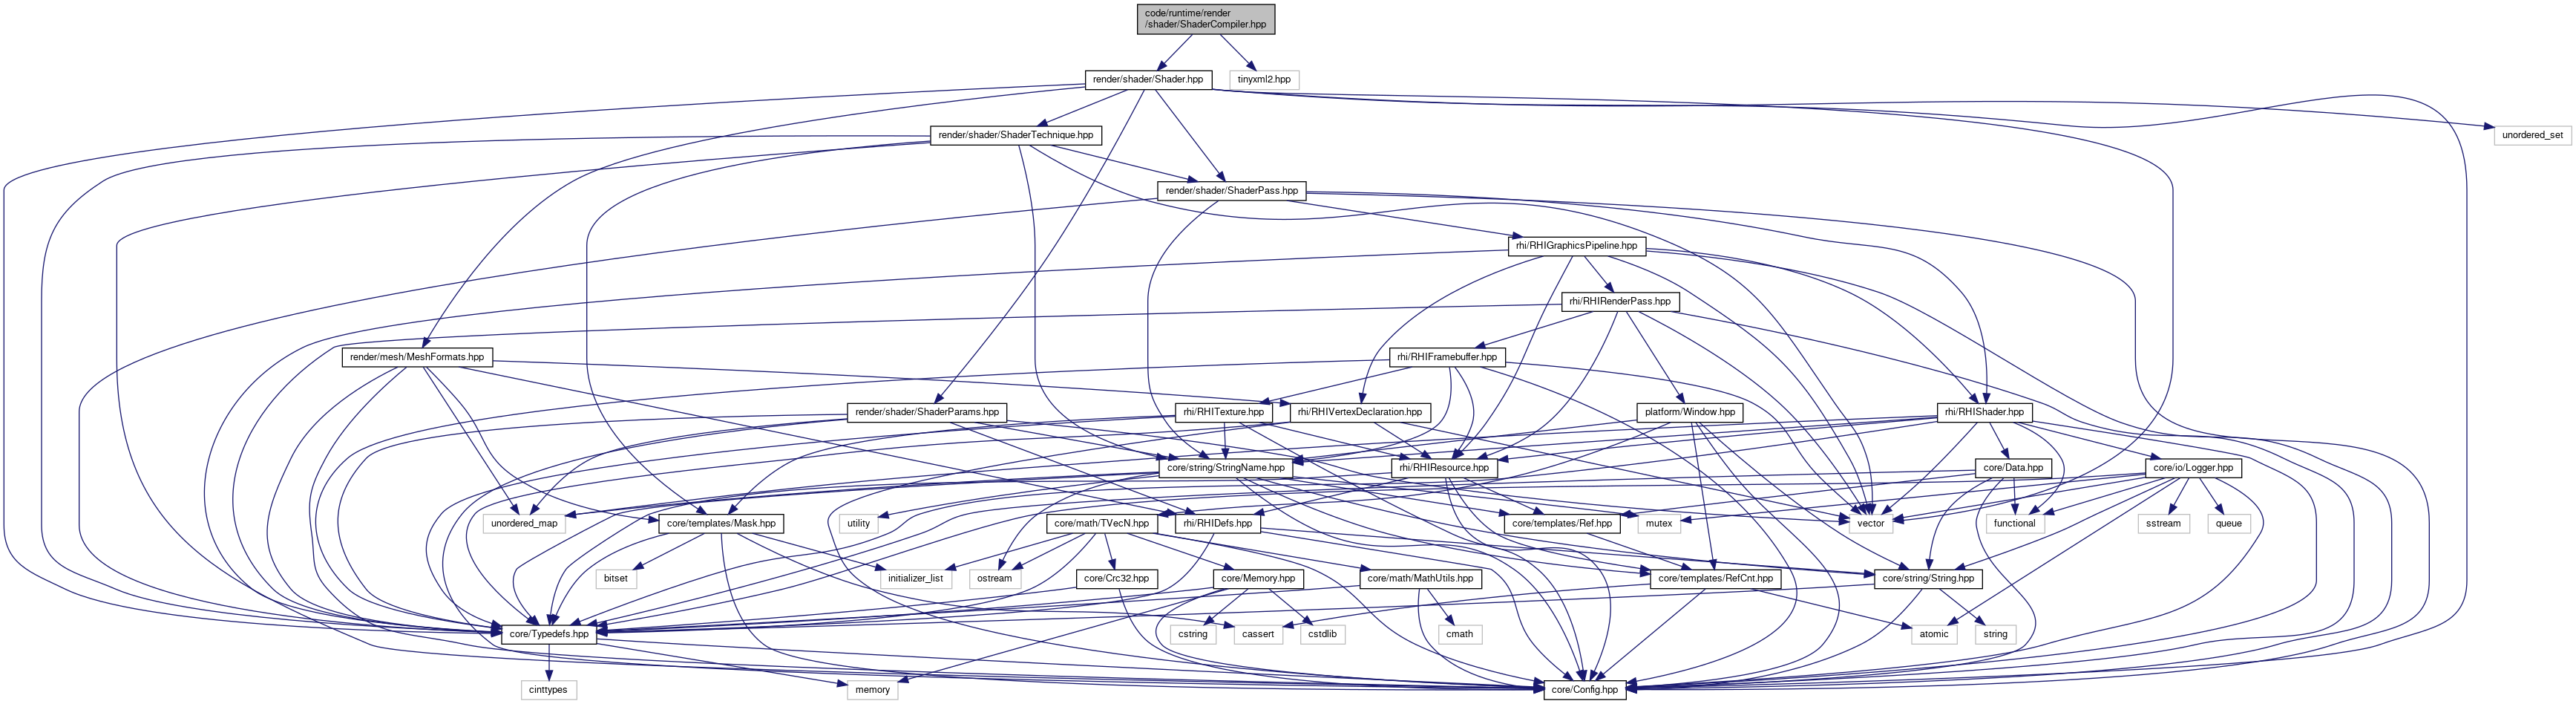 code/runtime/render
/shader/ShaderCompiler.hpp
render/shader/Shader.hpp
tinyxml2.hpp
render/shader/ShaderTechnique.hpp
unordered_set
render/shader/ShaderPass.hpp
rhi/RHIGraphicsPipeline.hpp
rhi/RHIRenderPass.hpp
render/mesh/MeshFormats.hpp
rhi/RHIFramebuffer.hpp
render/shader/ShaderParams.hpp
rhi/RHITexture.hpp
rhi/RHIVertexDeclaration.hpp
platform/Window.hpp
rhi/RHIShader.hpp
core/string/StringName.hpp
rhi/RHIResource.hpp
core/Data.hpp
core/io/Logger.hpp
unordered_map
core/templates/Mask.hpp
utility
core/math/TVecN.hpp
rhi/RHIDefs.hpp
core/templates/Ref.hpp
mutex
vector
functional
sstream
queue
bitset
initializer_list
ostream
core/Crc32.hpp
core/Memory.hpp
core/math/MathUtils.hpp
core/templates/RefCnt.hpp
core/string/String.hpp
core/Typedefs.hpp
cstring
cassert
cstdlib
cmath
atomic
string
cinttypes
memory
core/Config.hpp